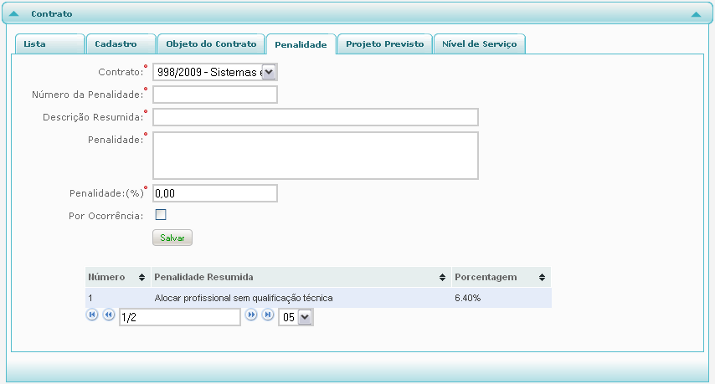 Contrato
Lista Cadastro Objeto do Contrato Penalidade Projeto Previsto Nível de Serviço
Contrato:* 998/2009 - Sistemas e
Número da Penalidade:*
Descrição Resumida:*
Penalidade:*
Penalidade:(%)* 0,00
Por Ocorrência:
Salvar
Número Penalidade Resumida Porcentagem
1 Alocar profissional sem qualificação técnica 6.40%
1/2 05